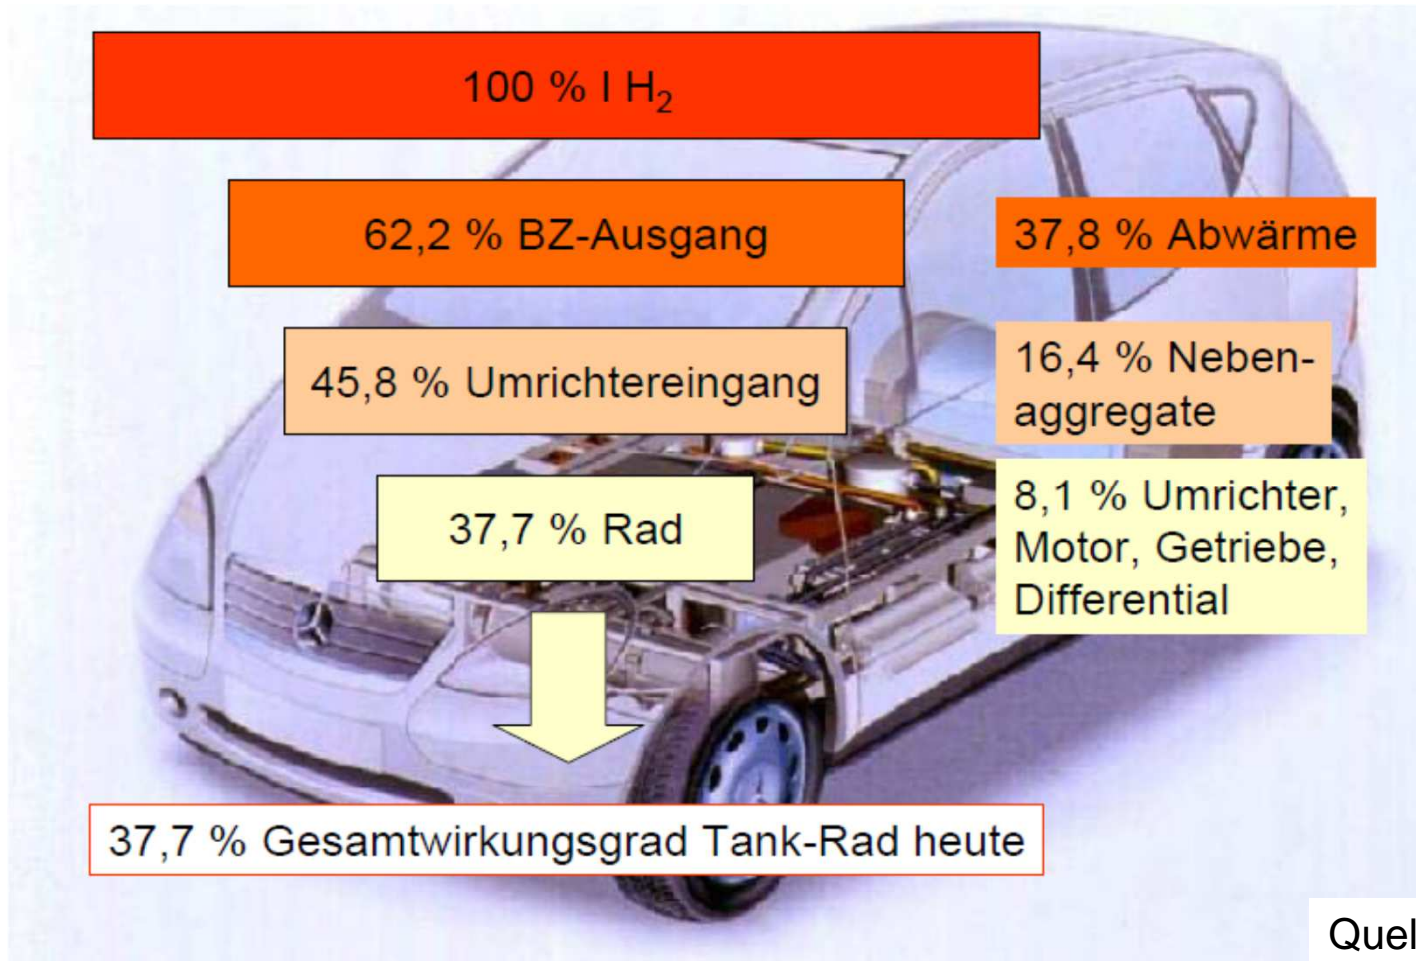 100 % l H₂
62,2 % BZ-Ausgang
37,8 % Abwärme
45,8 % Umrichtereingang
16,4 % Neben-
aggregate
37,7 % Rad
8,1 % Umrichter,
Motor, Getriebe,
Differential
37,7 % Gesamtwirkungsgrad Tank-Rad heute
Quel